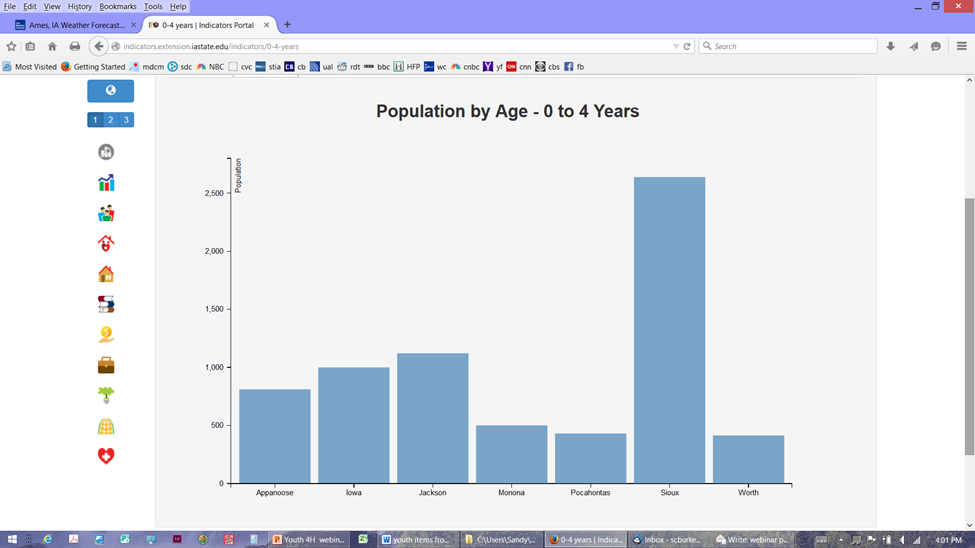 File Edit View History Bookmarks Tools Help
Ames, IA Weather Forecast... × 0-4 years | Indicators Portal × +
indicators.extension.iastate.edu/indicators/0-4-years Search
Most Visited Getting Started mdcm sdc NBC cvc stia cb ual rdt bbc HFP wc cnbc yf cnn cbs fb
1 2 3
Population by Age - 0 to 4 Years
Population
2,500
2,000
1,500
1,000
500
0
Appanoose Iowa Jackson Monona Pocahontas Sioux Worth
Youth 4H webin... youth items fro... C:\Users\Sandy\... 0-4 years | Indica... Inbox - scburke... Write: webinar p... 4:01 PM